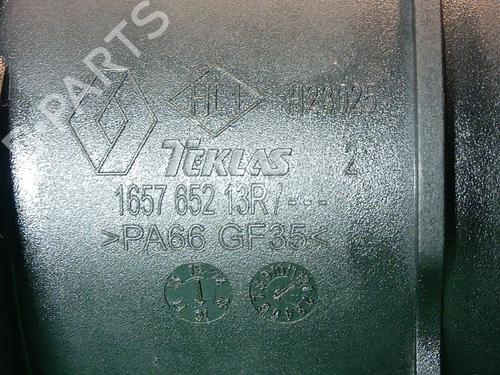 PARTS
HL1
TEKLAS 2
1657 652 13R/---
>PA66 GF35<